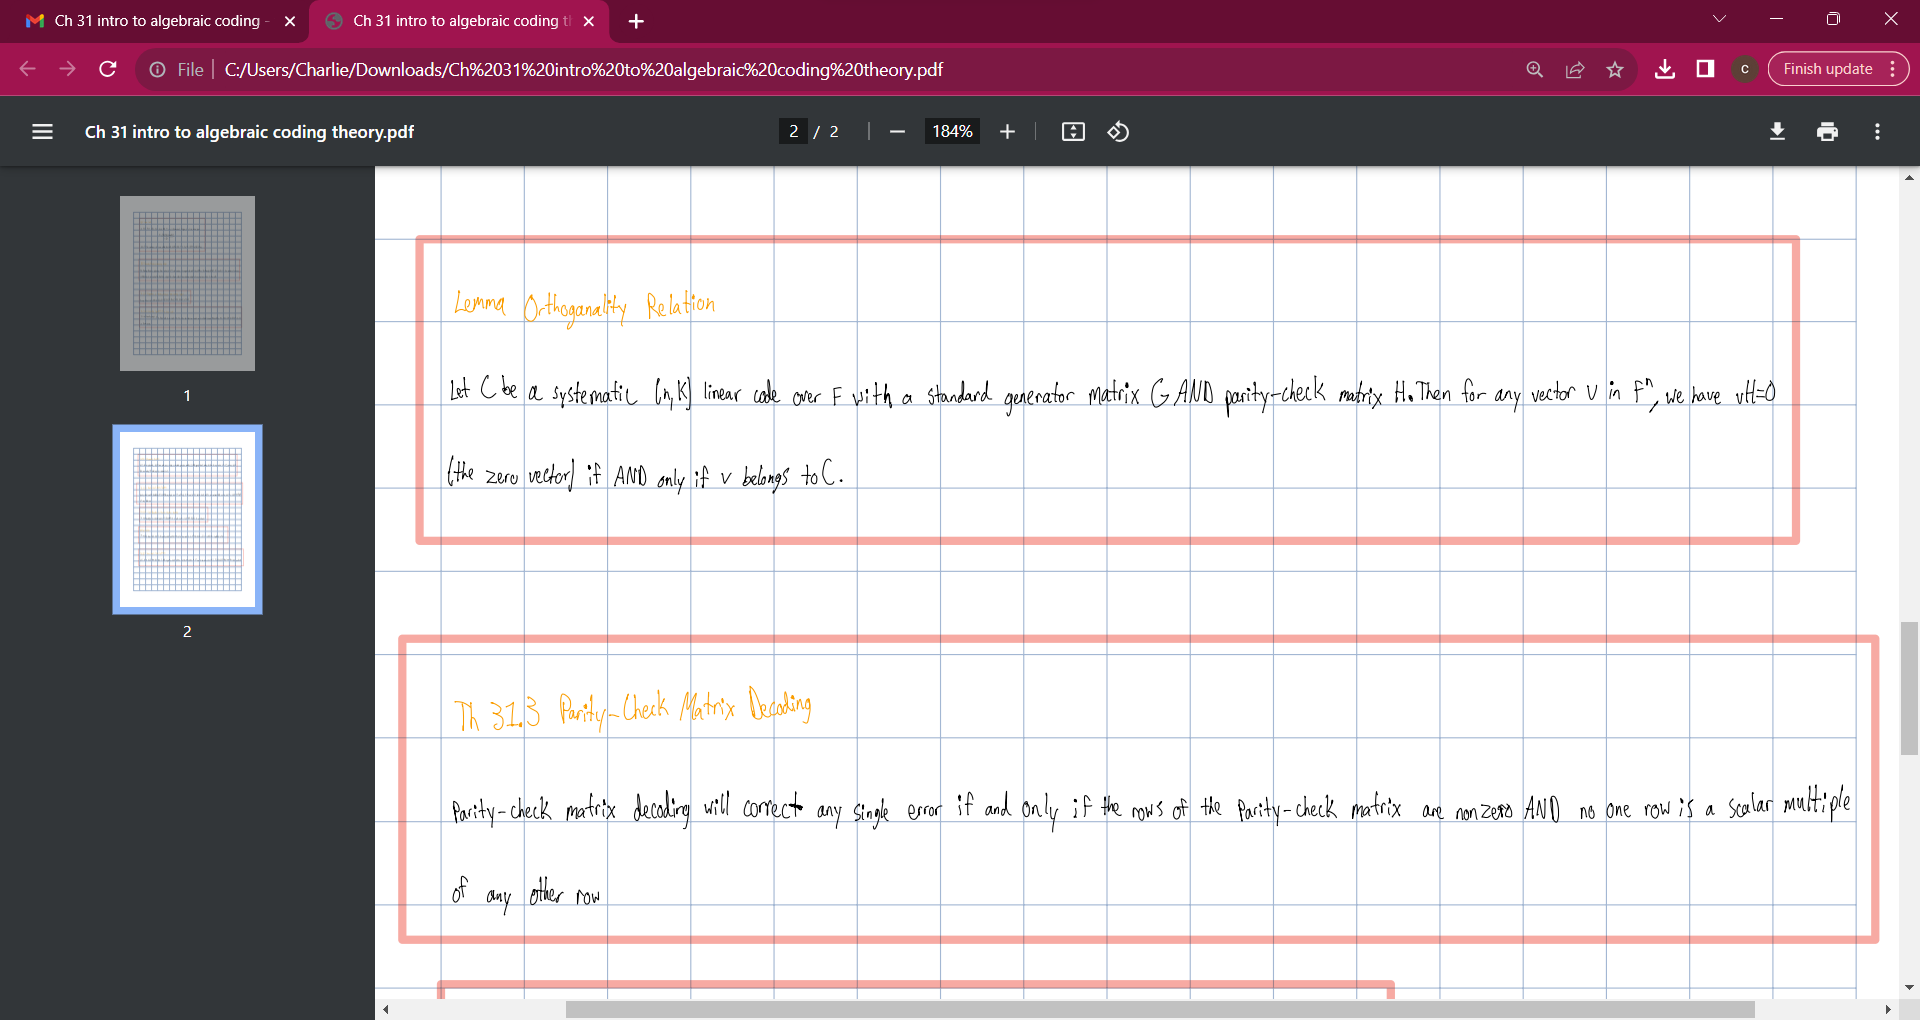 Ch 31 intro to algebraic coding -
Ch 31 intro to algebraic coding th
File
C:/Users/Charlie/Downloads/Ch%2031%20intro%20to%20algebraic%20coding%20theory.pdf
C
Finish update
Ch 31 intro to algebraic coding theory.pdf
2 / 2
184%
1
2
Lemma Orthoganality Relation
Let C be a systematic (n,K) linear code over F with a standard generator matrix G AND parity-check matrix H. Then for any vector v in Fⁿ, we have vH=0
(the zero vector) if AND only if v belongs to C.
Th 31.3 Parity-Check Matrix Decoding
Parity-check matrix decoding will correct any single error if and only if the rows of the Parity-check matrix are nonzero AND no one row is a scalar multiple
of any other row